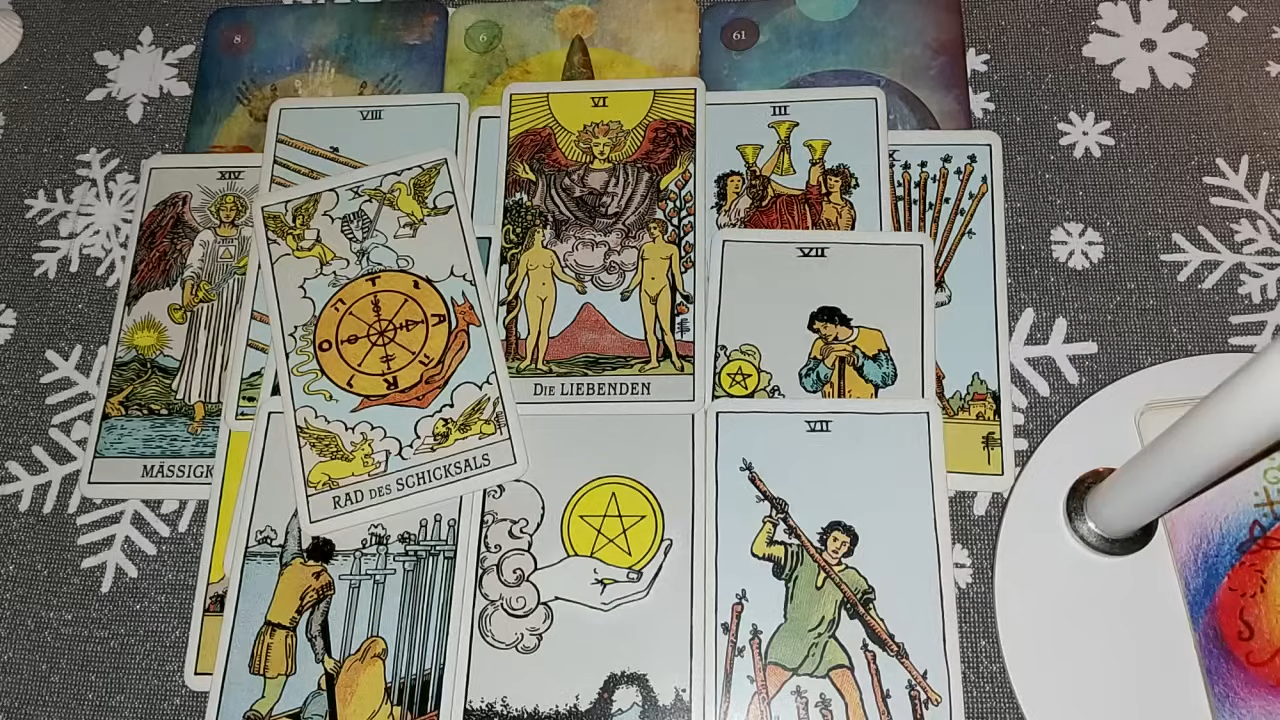 8
6
61
VIII
VI
III
X
XIV
X
VII
DIE LIEBENDEN
MÄSSIGK
RAD DES SCHICKSALS
VII